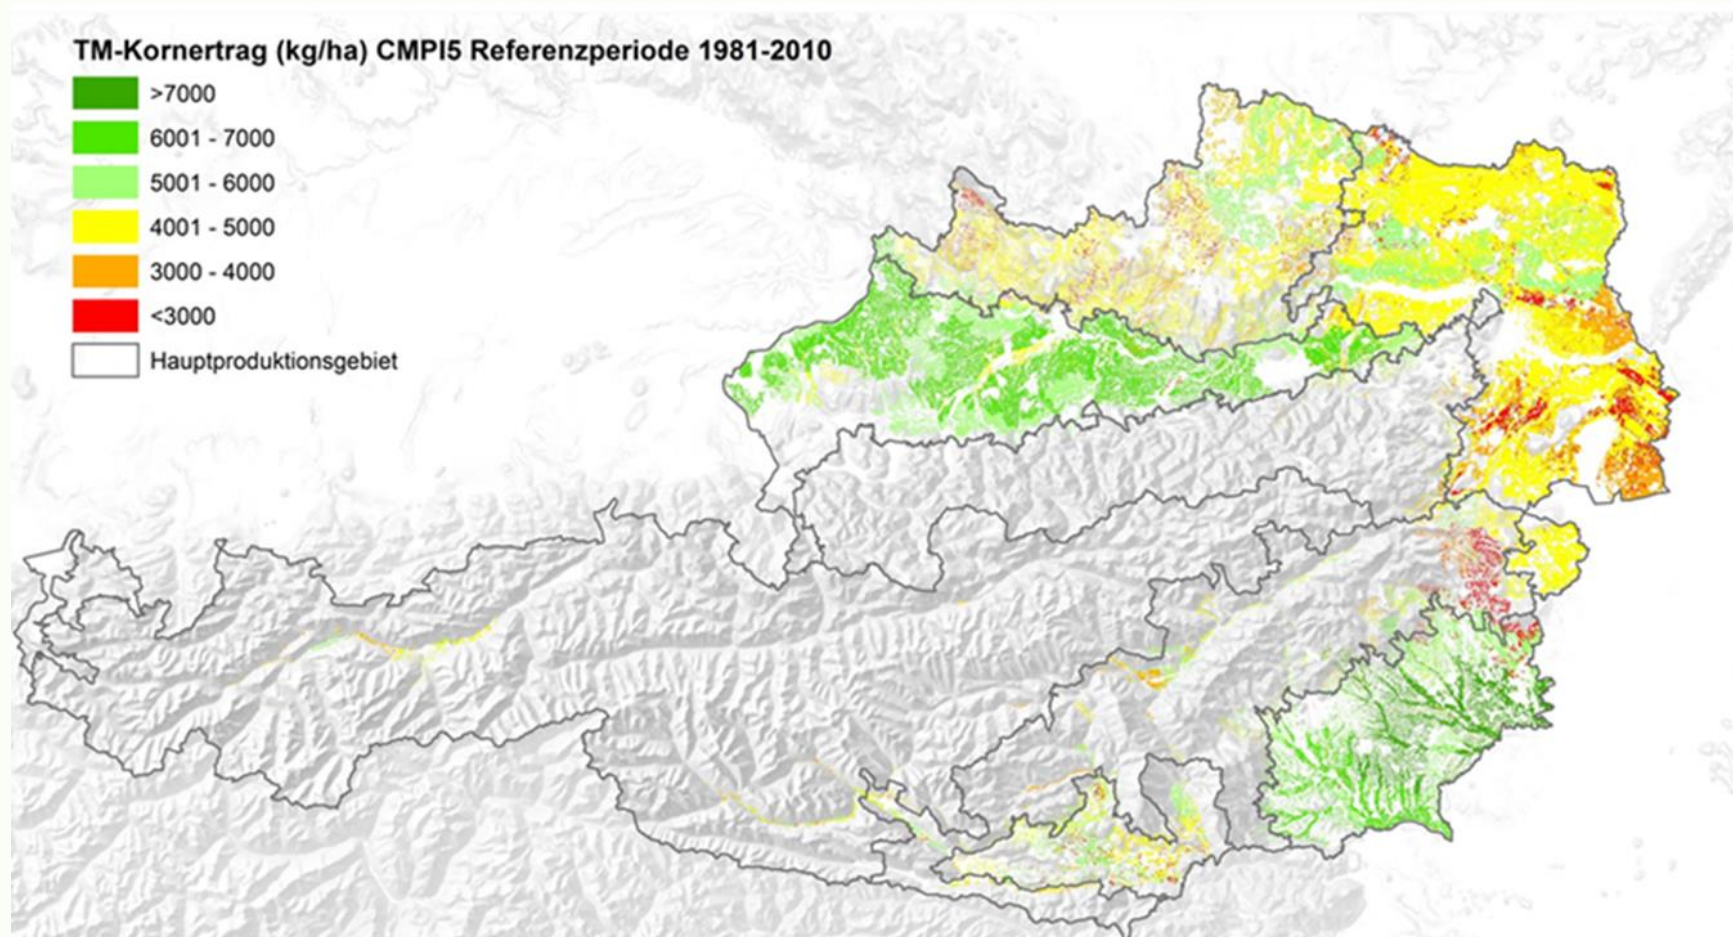 TM-Kornertrag (kg/ha) CMPI5 Referenzperiode 1981-2010
>7000
6001 - 7000
5001 - 6000
4001 - 5000
3000 - 4000
<3000
Hauptproduktionsgebiet